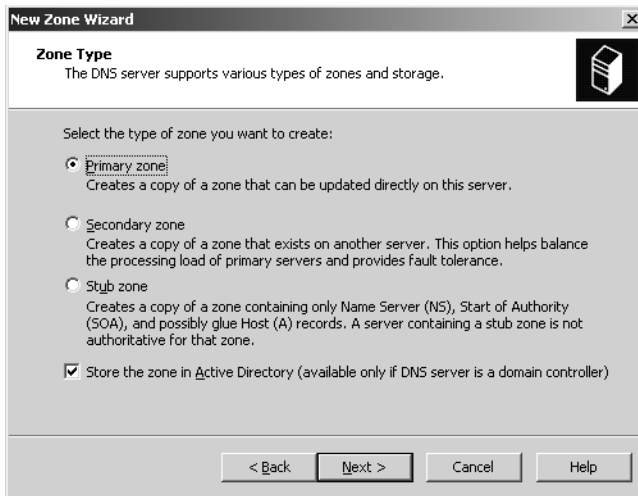 New Zone Wizard
Zone Type
The DNS server supports various types of zones and storage.
Select the type of zone you want to create:
Primary zone
Creates a copy of a zone that can be updated directly on this server.
Secondary zone
Creates a copy of a zone that exists on another server. This option helps balance
the processing load of primary servers and provides fault tolerance.
Stub zone
Creates a copy of a zone containing only Name Server (NS), Start of Authority
(SOA), and possibly glue Host (A) records. A server containing a stub zone is not
authoritative for that zone.
Store the zone in Active Directory (available only if DNS server is a domain controller)
< Back Next > Cancel Help